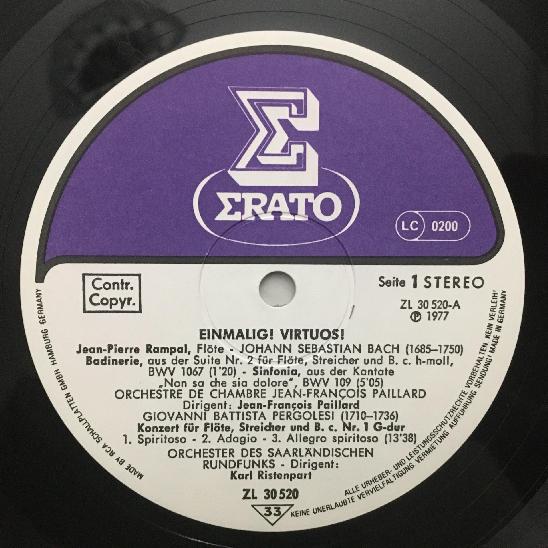 ΣRATO
LC 0200
Contr.
Copyr.
Seite 1 STEREO
ZL 30 520-A
Ⓟ 1977
EINMALIG! VIRTUOS!
Jean-Pierre Rampal, Flöte - JOHANN SEBASTIAN BACH (1685-1750)
Badinerie, aus der Suite Nr. 2 für Flöte, Streicher und B. c. h-moll,
BWV 1067 (1'20) - Sinfonia, aus der Kantate
„Non sa che sia dolore", BWV 109 (5'05)
ORCHESTRE DE CHAMBRE JEAN-FRANÇOIS PAILLARD
Dirigent: Jean-François Paillard
GIOVANNI BATTISTA PERGOLESI (1710-1736)
Konzert für Flöte, Streicher und B. c. Nr. 1 G-dur
1. Spiritoso - 2. Adagio - 3. Allegro spiritoso (13'38)
ORCHESTER DES SAARLÄNDISCHEN
RUNDFUNKS - Dirigent:
Karl Ristenpart
ZL 30 520
33
MADE BY RCA SCHALLPLATTEN GMBH HAMBURG GERMANY
ALLE URHEBER- UND LEISTUNGSSCHUTZRECHTE VORBEHALTEN KEIN VERLEIH!
KEINE UNERLAUBTE VERVIELFÄLTIGUNG, VERMIETUNG, AUFFÜHRUNG, SENDUNG! MADE IN GERMANY